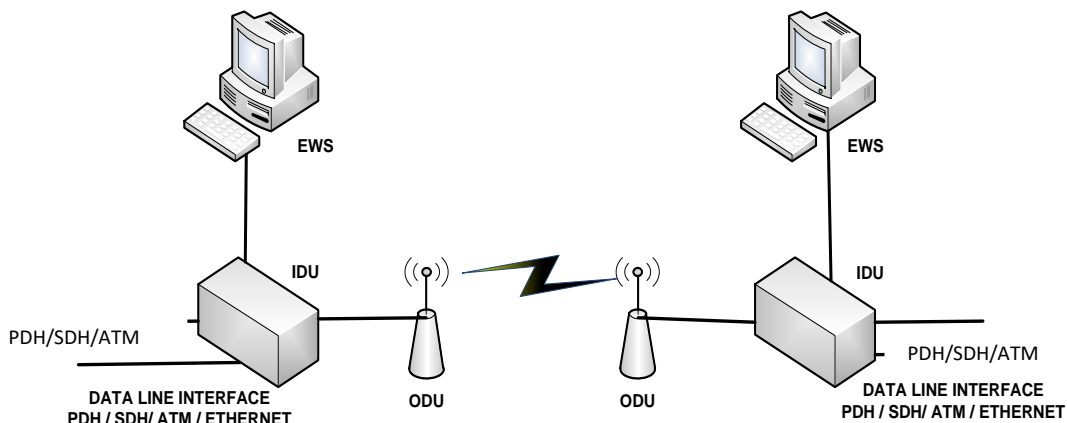 EWS
EWS
IDU
IDU
PDH/SDH/ATM
PDH/SDH/ATM
DATA LINE INTERFACE
PDH / SDH/ ATM / ETHERNET
ODU
ODU
DATA LINE INTERFACE
PDH / SDH/ ATM / ETHERNET